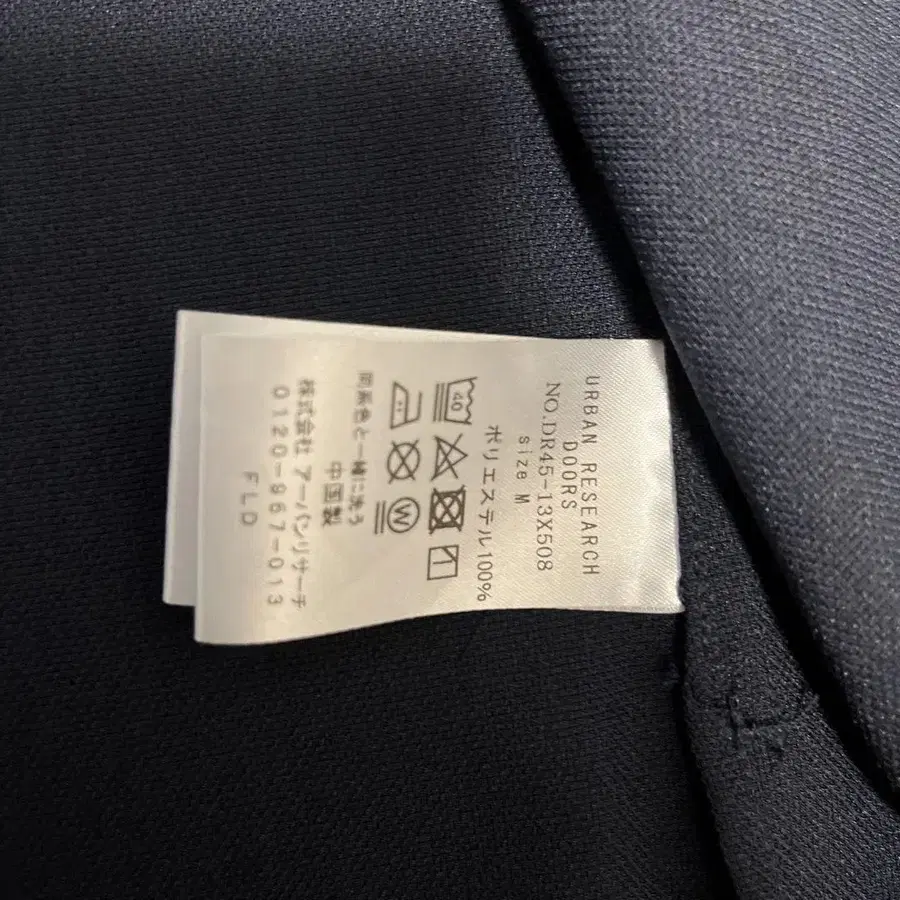 URBAN RESEARCH
DOORS
NO.DR45-13X508
size M
ポリエステル100%
40
W
同系色と一緒に洗う
中国製
株式会社 アーバンリサーチ
0120-967-013
FLD